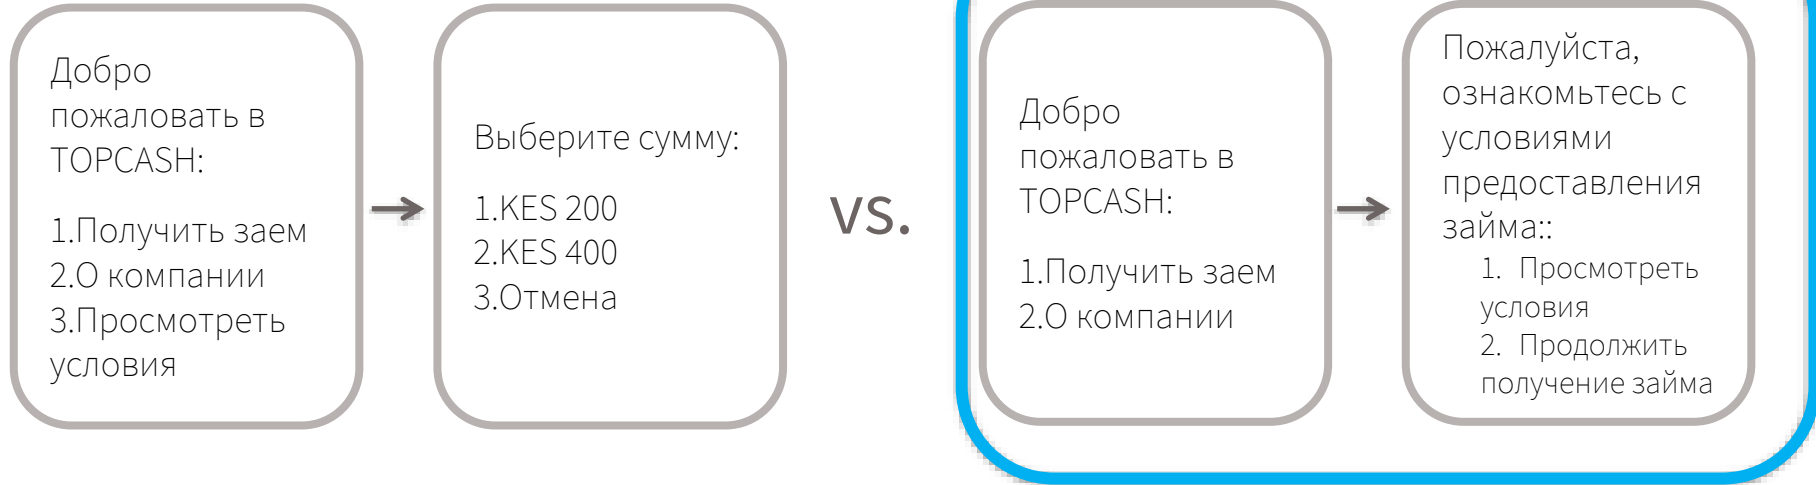 Добро
пожаловать в
TOPCASH:
1.Получить заем
2.О компании
3.Просмотреть
условия
Выберите сумму:
1.KES 200
2.KES 400
3.Отмена
vs.
Добро
пожаловать в
TOPCASH:
1.Получить заем
2.О компании
Пожалуйста,
ознакомьтесь с
условиями
предоставления
займа::
1. Просмотреть
условия
2. Продолжить
получение займа